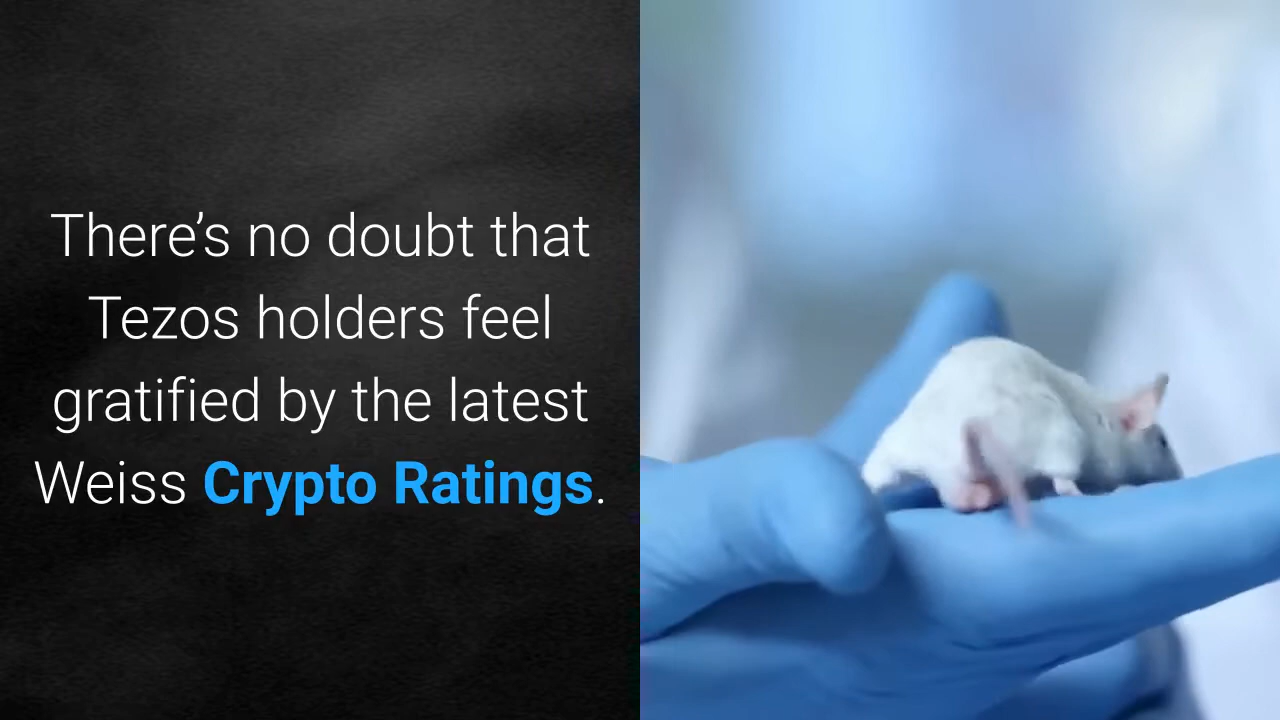 There’s no doubt that
Tezos holders feel
gratified by the latest
Weiss Crypto Ratings.